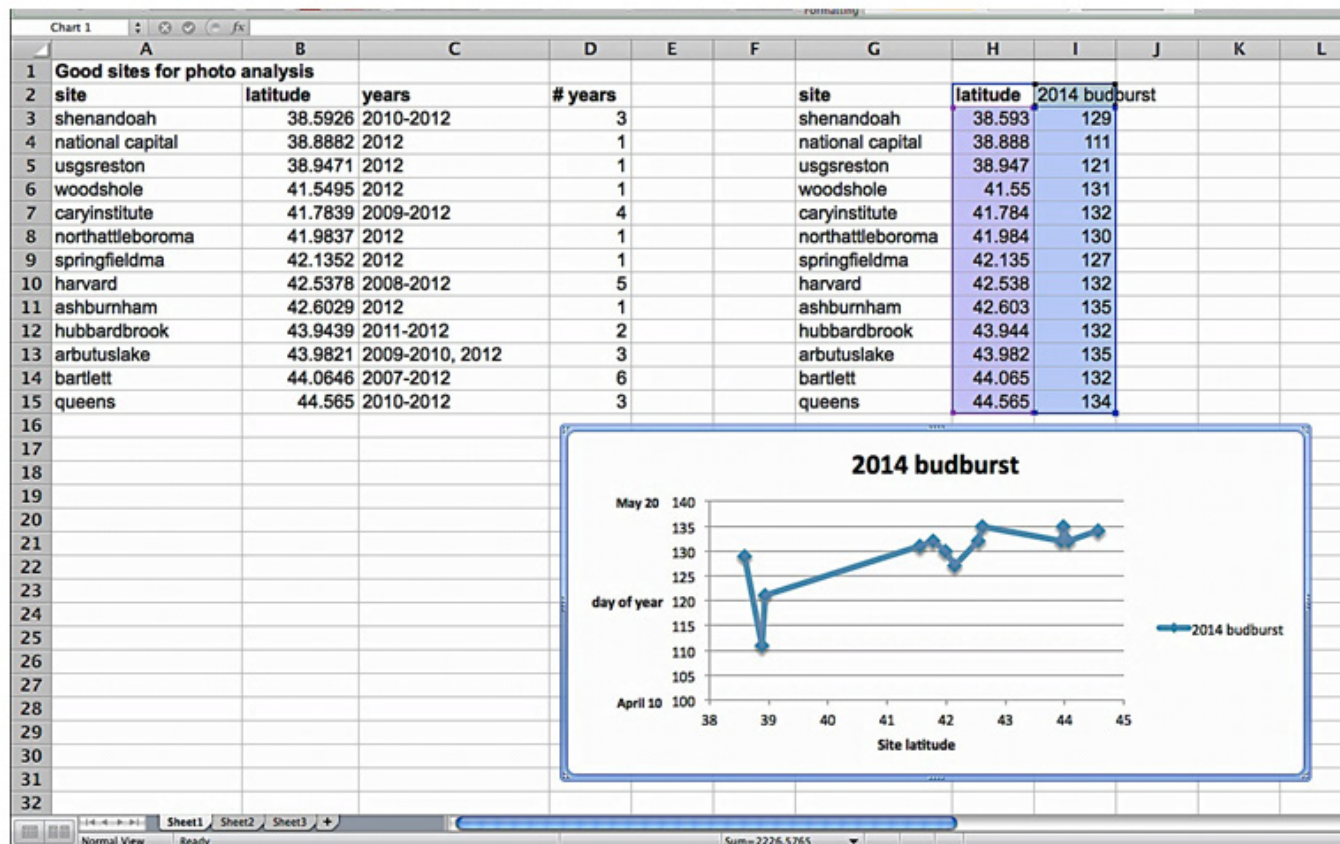 Formatting
Chart 1 fx
A B C D E F G H I J K L
1 Good sites for photo analysis
2 site latitude years # years site latitude 2014 budburst
3 shenandoah 38.5926 2010-2012 3 shenandoah 38.593 129
4 national capital 38.8882 2012 1 national capital 38.888 111
5 usgsreston 38.9471 2012 1 usgsreston 38.947 121
6 woodshole 41.5495 2012 1 woodshole 41.55 131
7 caryinstitute 41.7839 2009-2012 4 caryinstitute 41.784 132
8 northattleboroma 41.9837 2012 1 northattleboroma 41.984 130
9 springfieldma 42.1352 2012 1 springfieldma 42.135 127
10 harvard 42.5378 2008-2012 5 harvard 42.538 132
11 ashburnham 42.6029 2012 1 ashburnham 42.603 135
12 hubbardbrook 43.9439 2011-2012 2 hubbardbrook 43.944 132
13 arbutuslake 43.9821 2009-2010, 2012 3 arbutuslake 43.982 135
14 bartlett 44.0646 2007-2012 6 bartlett 44.065 132
15 queens 44.565 2010-2012 3 queens 44.565 134
16
17
18
19
20
21
22
23
24
25
26
27
28
29
30
31
32
2014 budburst
May 20 140
135
130
125
day of year 120
115
110
105
April 10 100
38 39 40 41 42 43 44 45
Site latitude
2014 budburst
Sheet1 Sheet2 Sheet3 +
Normal View Ready Sum=2226.5765